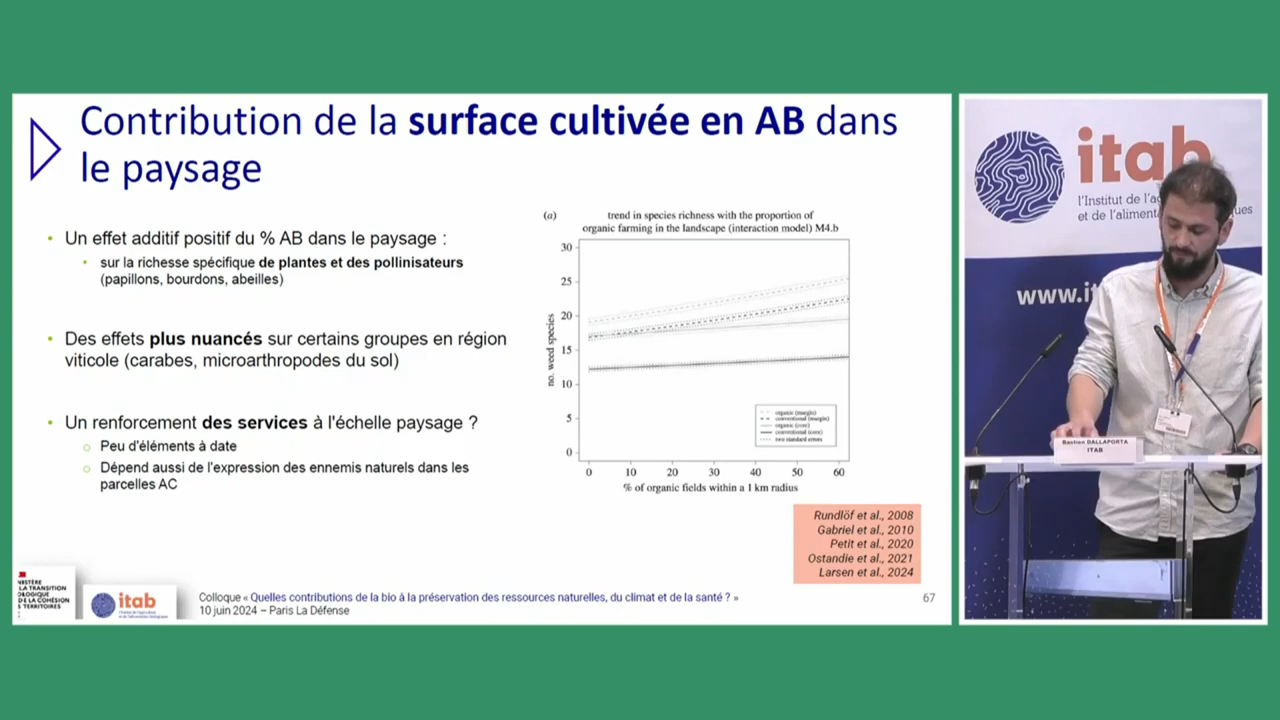 Contribution de la surface cultivée en AB dans
le paysage
• Un effet additif positif du % AB dans le paysage :
• sur la richesse spécifique de plantes et des pollinisateurs
(papillons, bourdons, abeilles)
• Des effets plus nuancés sur certains groupes en région
viticole (carabes, microarthropodes du sol)
• Un renforcement des services à l'échelle paysage ?
o Peu d'éléments à date
o Dépend aussi de l'expression des ennemis naturels dans les
parcelles AC
(a)
trend in species richness with the proportion of
organic farming in the landscape (interaction model) M4.b
no. weed species
30
25
20
15
10
5
0
organic (margin)
conventional (margin)
organic (core)
conventional (core)
two standard errors
0 10 20 30 40 50 60
% of organic fields within a 1 km radius
Rundlöf et al., 2008
Gabriel et al., 2010
Petit et al., 2020
Ostandie et al., 2021
Larsen et al., 2024
NISTÈRE
LA TRANSITION
OLOGIQUE
DE LA COHÉSION
S TERRITOIRES
itab
Colloque « Quelles contributions de la bio à la préservation des ressources naturelles, du climat et de la santé ? »
10 juin 2024 – Paris La Défense
67
itab
l'Institut de l'a
et de l'alimenta ques
www.it
Bastien DALLAPORTA
ITAB